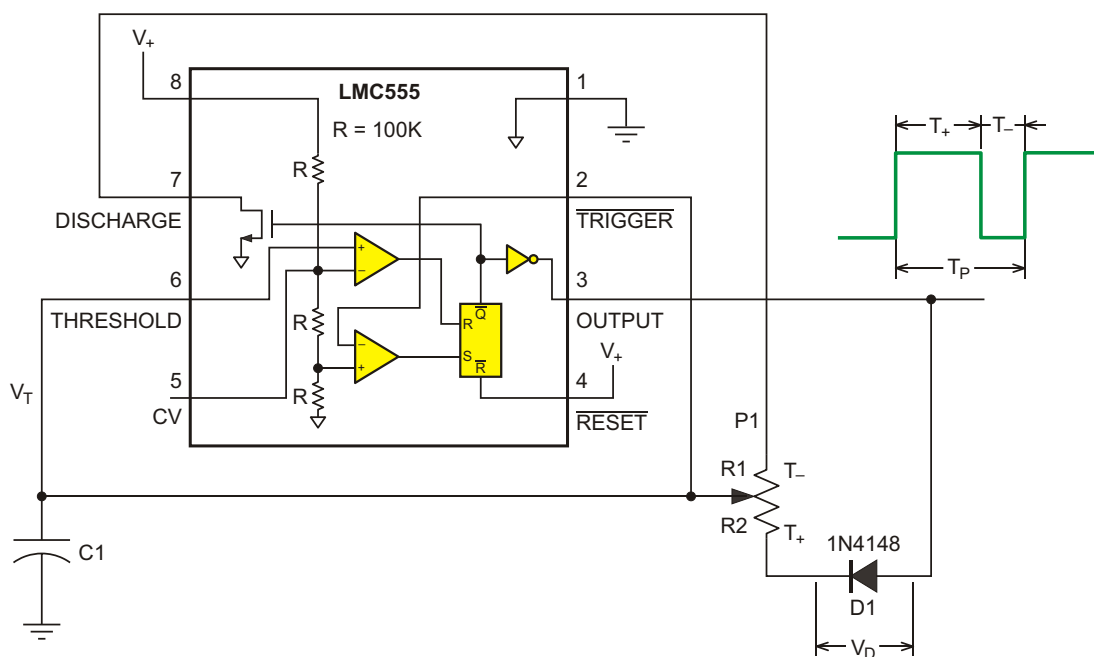 V+
8
LMC555
1
R = 100K
T+
T–
R
7
2
DISCHARGE
TRIGGER
+
–
TP
6
3
THRESHOLD
R
Q
OUTPUT
R
–
S
V+
+
R
VT
5
R
4
CV
RESET
P1
R1
T–
R2
T+
C1
1N4148
D1
VD